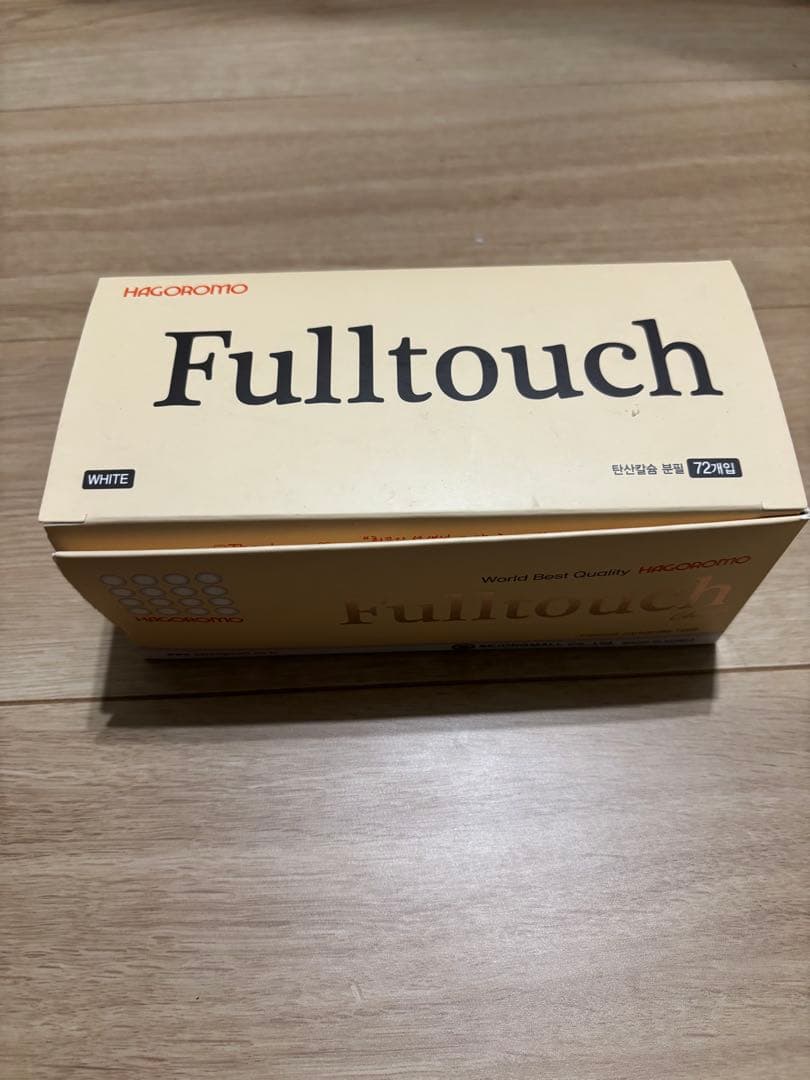 HAGOROMO
Fulltouch
WHITE
탄산칼슘 분필 72개입
World Best Quality HAGOROMO
Fulltouch
HAGOROMO